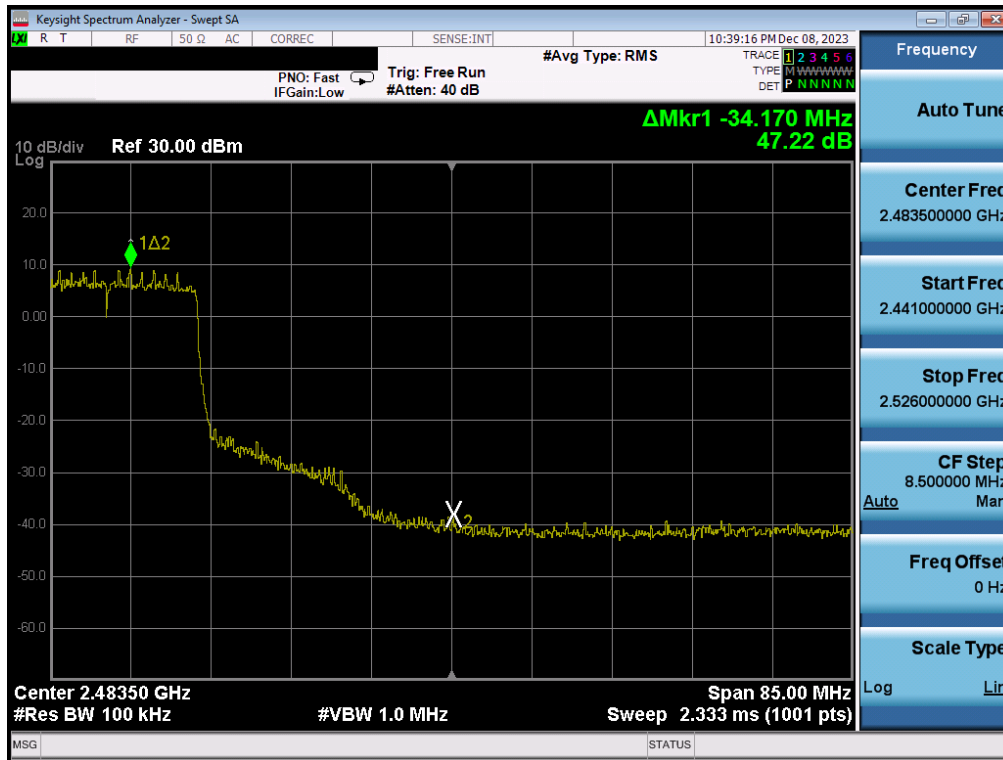 Keysight Spectrum Analyzer - Swept SA
LXI R T RF 50 Ω AC CORREC SENSE:INT 10:39:16 PM Dec 08, 2023
#Avg Type: RMS TRACE 1 2 3 4 5 6
PNO: Fast Trig: Free Run TYPE M WWWWW
IFGain:Low #Atten: 40 dB DET P N N N N N
ΔMkr1 -34.170 MHz
47.22 dB
10 dB/div Ref 30.00 dBm
Log
20.0
1Δ2
10.0
0.00
-10.0
-20.0
-30.0
-40.0
X2
-50.0
-60.0
Center 2.48350 GHz Span 85.00 MHz
#Res BW 100 kHz #VBW 1.0 MHz Sweep 2.333 ms (1001 pts)
MSG STATUS
Frequency
Auto Tune
Center Freq
2.483500000 GHz
Start Freq
2.441000000 GHz
Stop Freq
2.526000000 GHz
CF Step
8.500000 MHz
Auto Man
Freq Offset
0 Hz
Scale Type
Log Lin